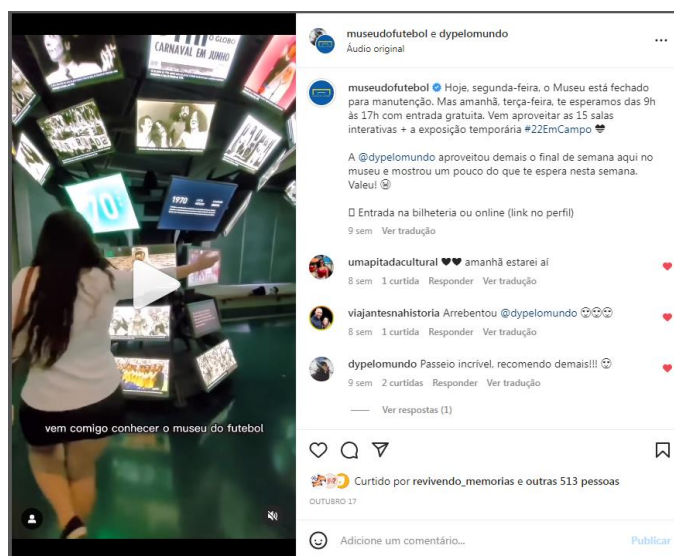 O GLOBO
CARNAVAL EM JUNHO
70:
1970
vem comigo conhecer o museu do futebol
museudofutebol e dypelomundo
Áudio original
museudofutebol Hoje, segunda-feira, o Museu está fechado
para manutenção. Mas amanhã, terça-feira, te esperamos das 9h
às 17h com entrada gratuita. Vem aproveitar as 15 salas
interativas + a exposição temporária #22EmCampo
A @dypelomundo aproveitou demais o final de semana aqui no
museu e mostrou um pouco do que te espera nesta semana.
Valeu!
Entrada na bilheteria ou online (link no perfil)
9 sem Ver tradução
umapitadacultural 🖤🖤 amanhã estarei aí
8 sem 1 curtida Responder Ver tradução
viajantesnahistoria Arrebentou @dypelomundo
8 sem 1 curtida Responder Ver tradução
dypelomundo Passeio incrível, recomendo demais!!!
9 sem 2 curtidas Responder Ver tradução
Ver respostas (1)
Curtido por revivendo_memorias e outras 513 pessoas
OUTUBRO 17
Adicione um comentário...
Publicar